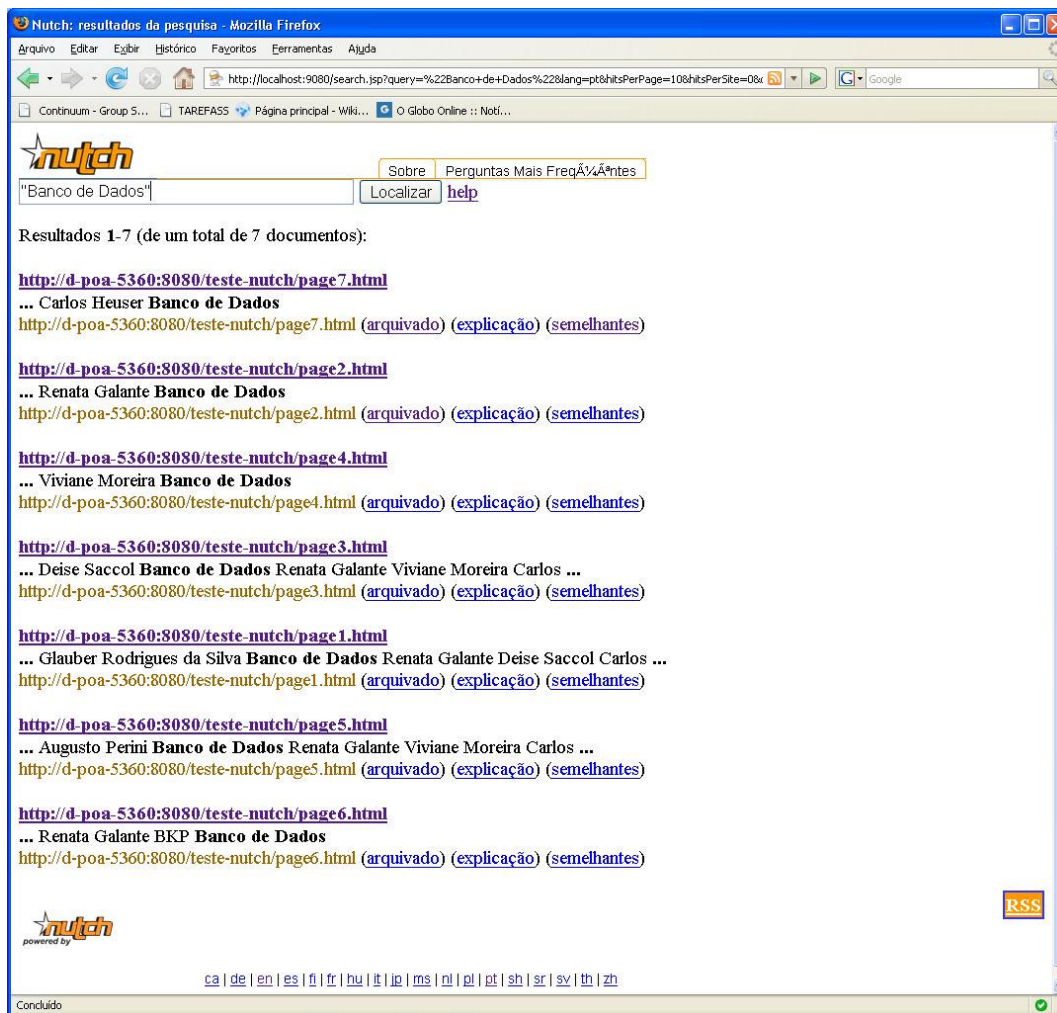 Nutch: resultados da pesquisa - Mozilla Firefox
Arquivo Editar Exibir Histórico Favoritos Ferramentas Ajuda
http://localhost:9080/search.jsp?query=%22Banco+de+Dados%22&lang=pt&hitsPerPage=10&hitsPerSite=0&c
G Google
Continuum - Group S... TAREFASS Página principal - Wiki... G O Globo Online :: Notí...
nutch
Sobre Perguntas Mais FreqÃ¼Ãªntes
"Banco de Dados" Localizar help
Resultados 1-7 (de um total de 7 documentos):
http://d-poa-5360:8080/teste-nutch/page7.html
... Carlos Heuser Banco de Dados
http://d-poa-5360:8080/teste-nutch/page7.html (arquivado) (explicação) (semelhantes)
http://d-poa-5360:8080/teste-nutch/page2.html
... Renata Galante Banco de Dados
http://d-poa-5360:8080/teste-nutch/page2.html (arquivado) (explicação) (semelhantes)
http://d-poa-5360:8080/teste-nutch/page4.html
... Viviane Moreira Banco de Dados
http://d-poa-5360:8080/teste-nutch/page4.html (arquivado) (explicação) (semelhantes)
http://d-poa-5360:8080/teste-nutch/page3.html
... Deise Saccol Banco de Dados Renata Galante Viviane Moreira Carlos ...
http://d-poa-5360:8080/teste-nutch/page3.html (arquivado) (explicação) (semelhantes)
http://d-poa-5360:8080/teste-nutch/page1.html
... Glauber Rodrigues da Silva Banco de Dados Renata Galante Deise Saccol Carlos ...
http://d-poa-5360:8080/teste-nutch/page1.html (arquivado) (explicação) (semelhantes)
http://d-poa-5360:8080/teste-nutch/page5.html
... Augusto Perini Banco de Dados Renata Galante Viviane Moreira Carlos ...
http://d-poa-5360:8080/teste-nutch/page5.html (arquivado) (explicação) (semelhantes)
http://d-poa-5360:8080/teste-nutch/page6.html
... Renata Galante BKP Banco de Dados
http://d-poa-5360:8080/teste-nutch/page6.html (arquivado) (explicação) (semelhantes)
RSS
nutch
powered by
ca | de | en | es | fi | fr | hu | it | jp | ms | nl | pl | pt | sh | sr | sv | th | zh
Concluído